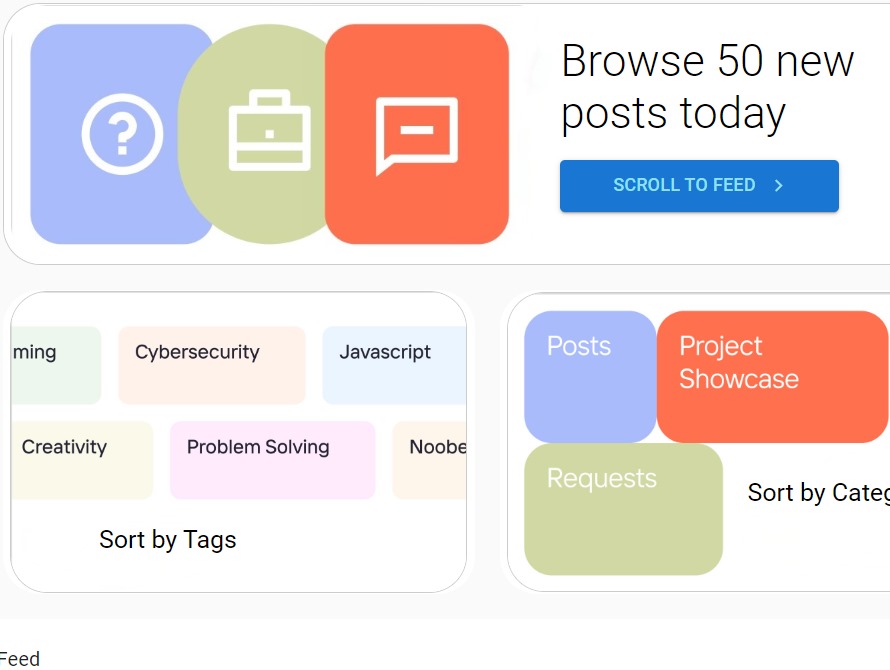 Browse 50 new
posts today
SCROLL TO FEED
ming
Cybersecurity
Javascript
Creativity
Problem Solving
Noobe
Sort by Tags
Posts
Project
Showcase
Requests
Sort by Categ
Feed